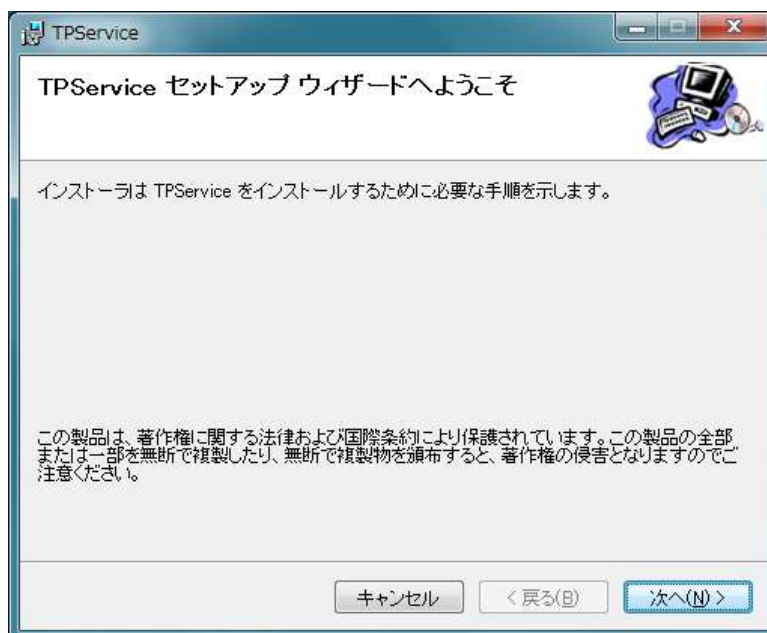 TPService
TPService セットアップ ウィザードへようこそ
インストーラは TPService をインストールするために必要な手順を示します。
この製品は、著作権に関する法律および国際条約により保護されています。この製品の全部
または一部を無断で複製したり、無断で複製物を頒布すると、著作権の侵害となりますのでご
注意ください。
キャンセル
< 戻る(B)
次へ(N) >